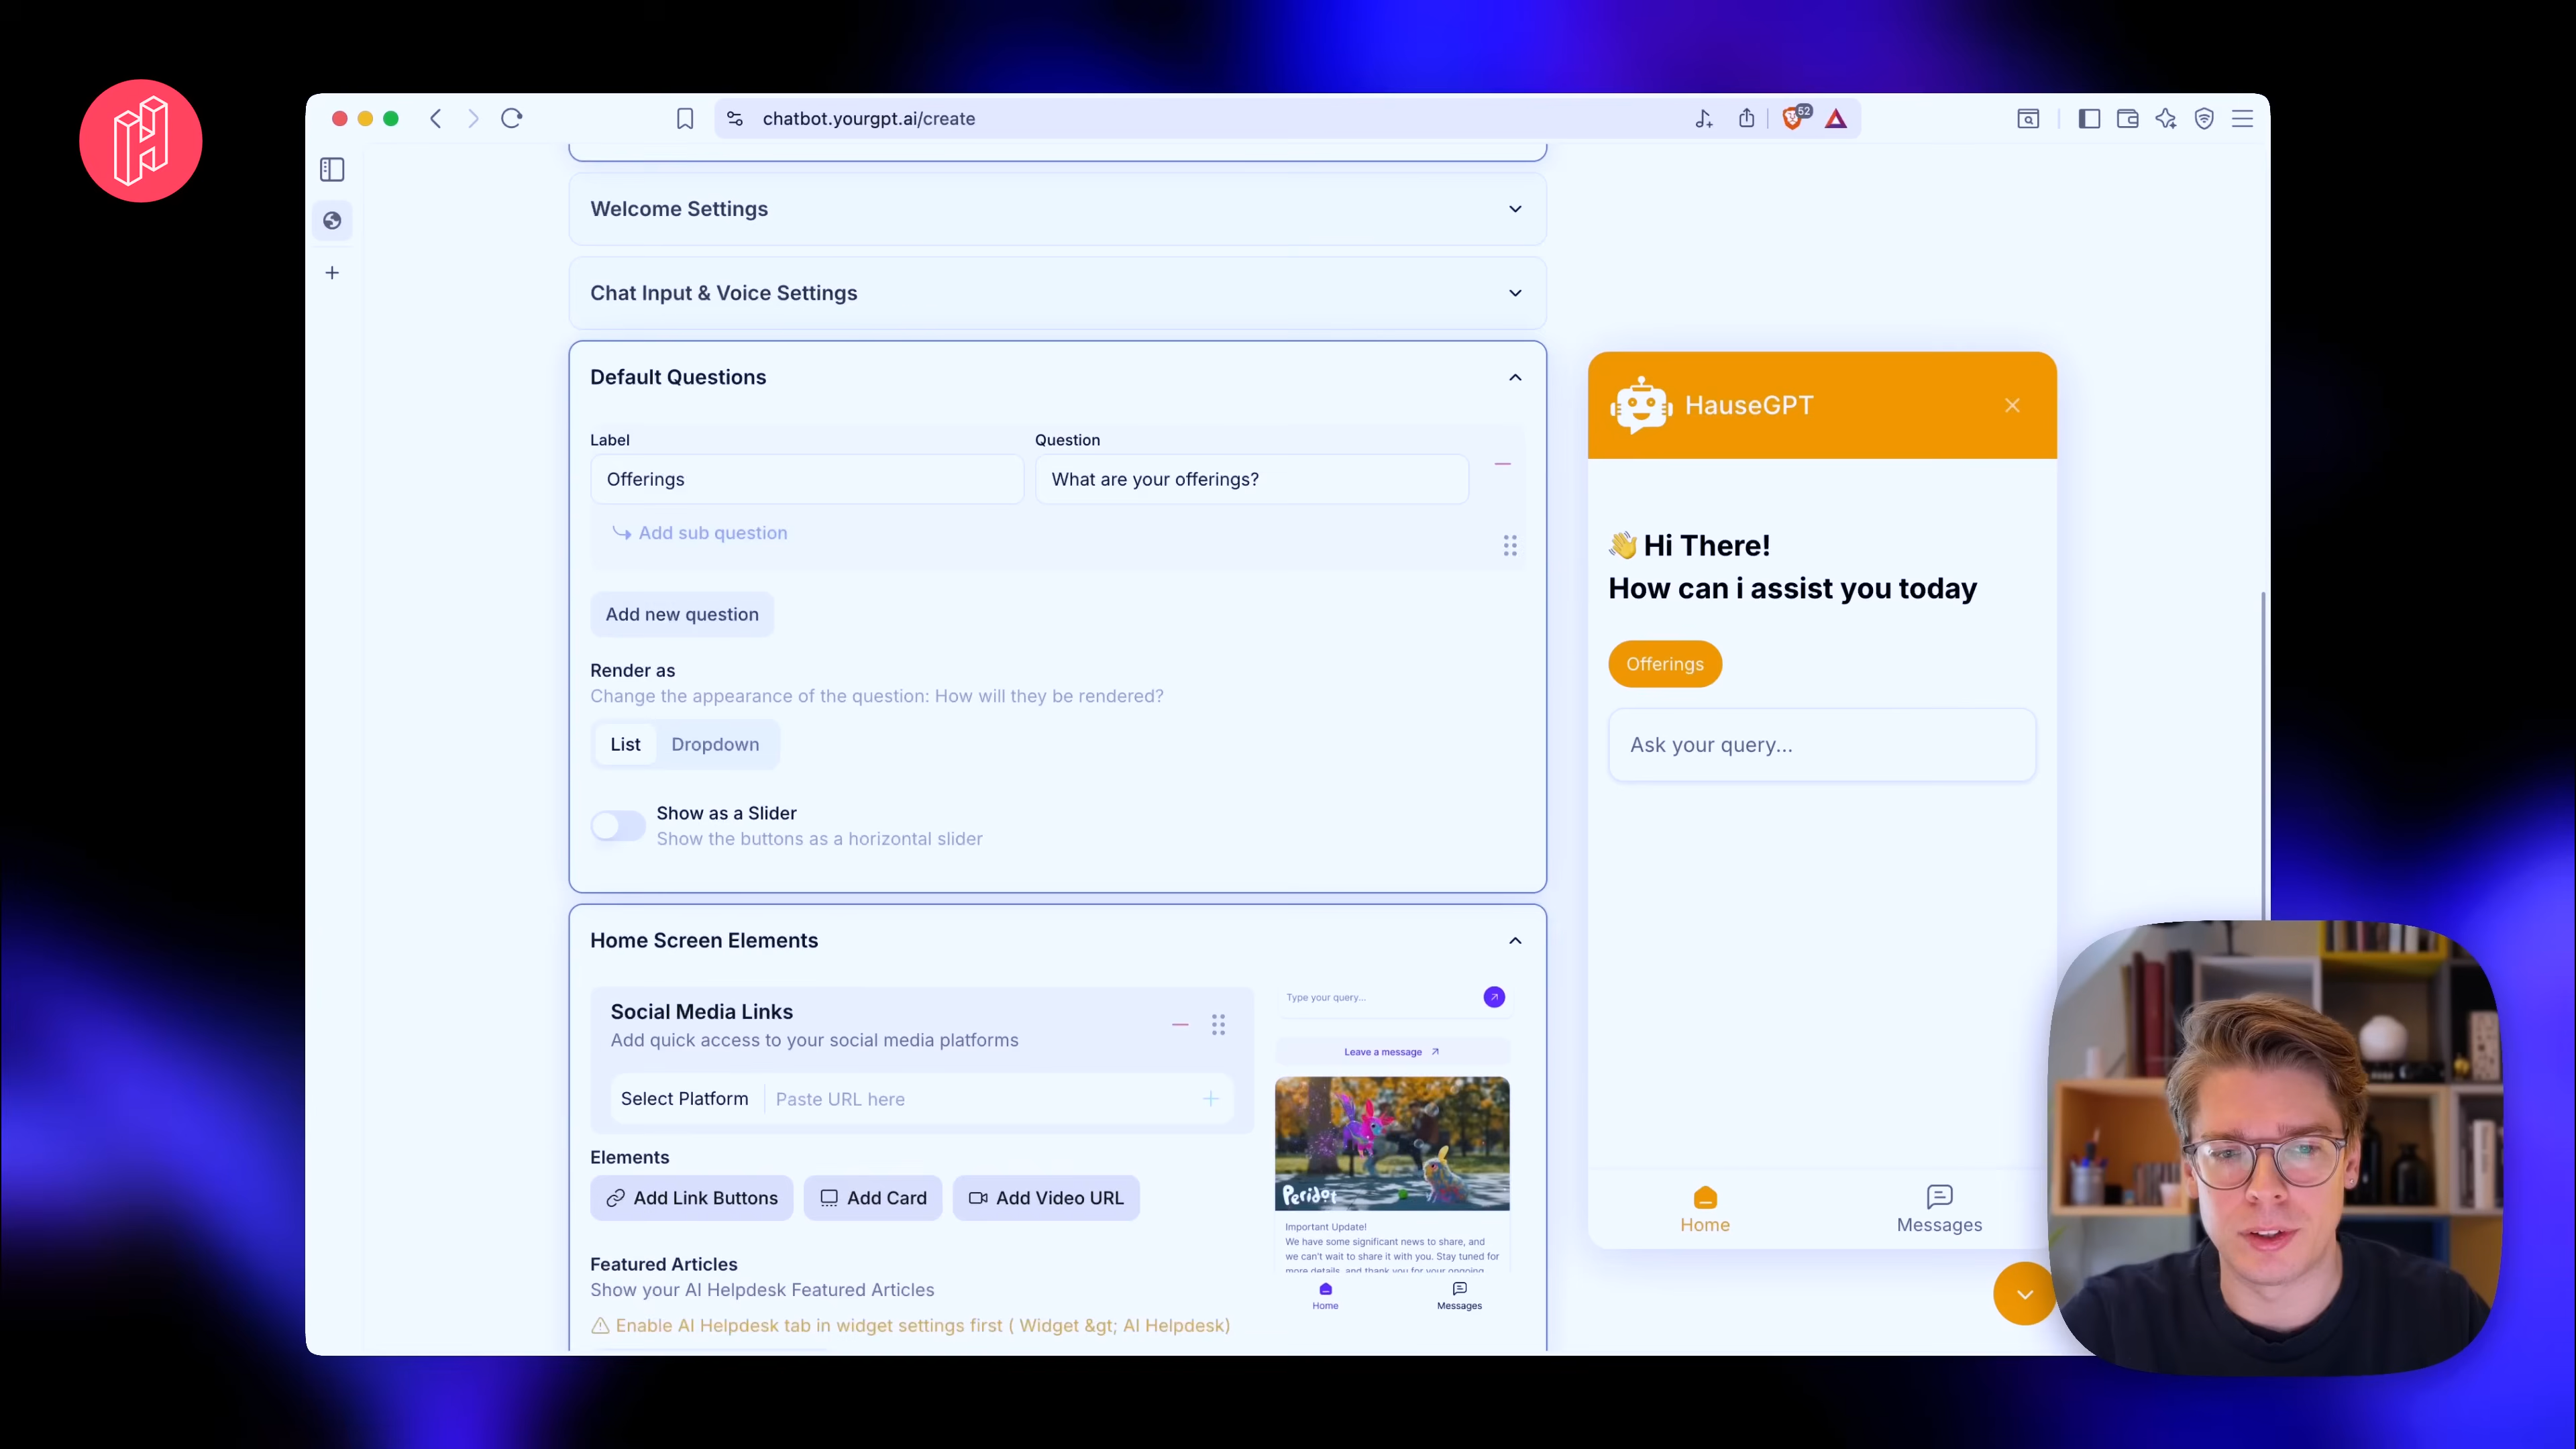 chatbot.yourgpt.ai/create
52
Welcome Settings
Chat Input & Voice Settings
Default Questions
Label
Question
Offerings
What are your offerings?
Add sub question
Add new question
Render as
Change the appearance of the question: How will they be rendered?
List
Dropdown
Show as a Slider
Show the buttons as a horizontal slider
Home Screen Elements
Social Media Links
Add quick access to your social media platforms
Select Platform
Paste URL here
Elements
Add Link Buttons
Add Card
Add Video URL
Featured Articles
Show your AI Helpdesk Featured Articles
Enable AI Helpdesk tab in widget settings first ( Widget &gt; AI Helpdesk)
Type your query...
Leave a message
Peridot
Important Update!
We have some significant news to share, and
we can't wait to share it with you. Stay tuned for
more details, and thank you for your ongoing
Home
Messages
HauseGPT
👋 Hi There!
How can i assist you today
Offerings
Ask your query...
Home
Messages